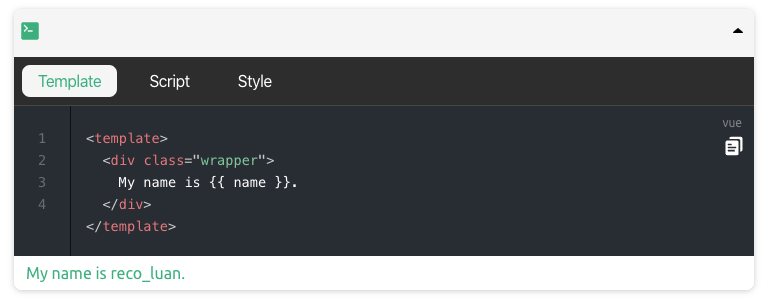 Template Script Style
vue
1 <template>
2 <div class="wrapper">
3 My name is {{ name }}.
4 </div>
</template>
My name is reco_luan.